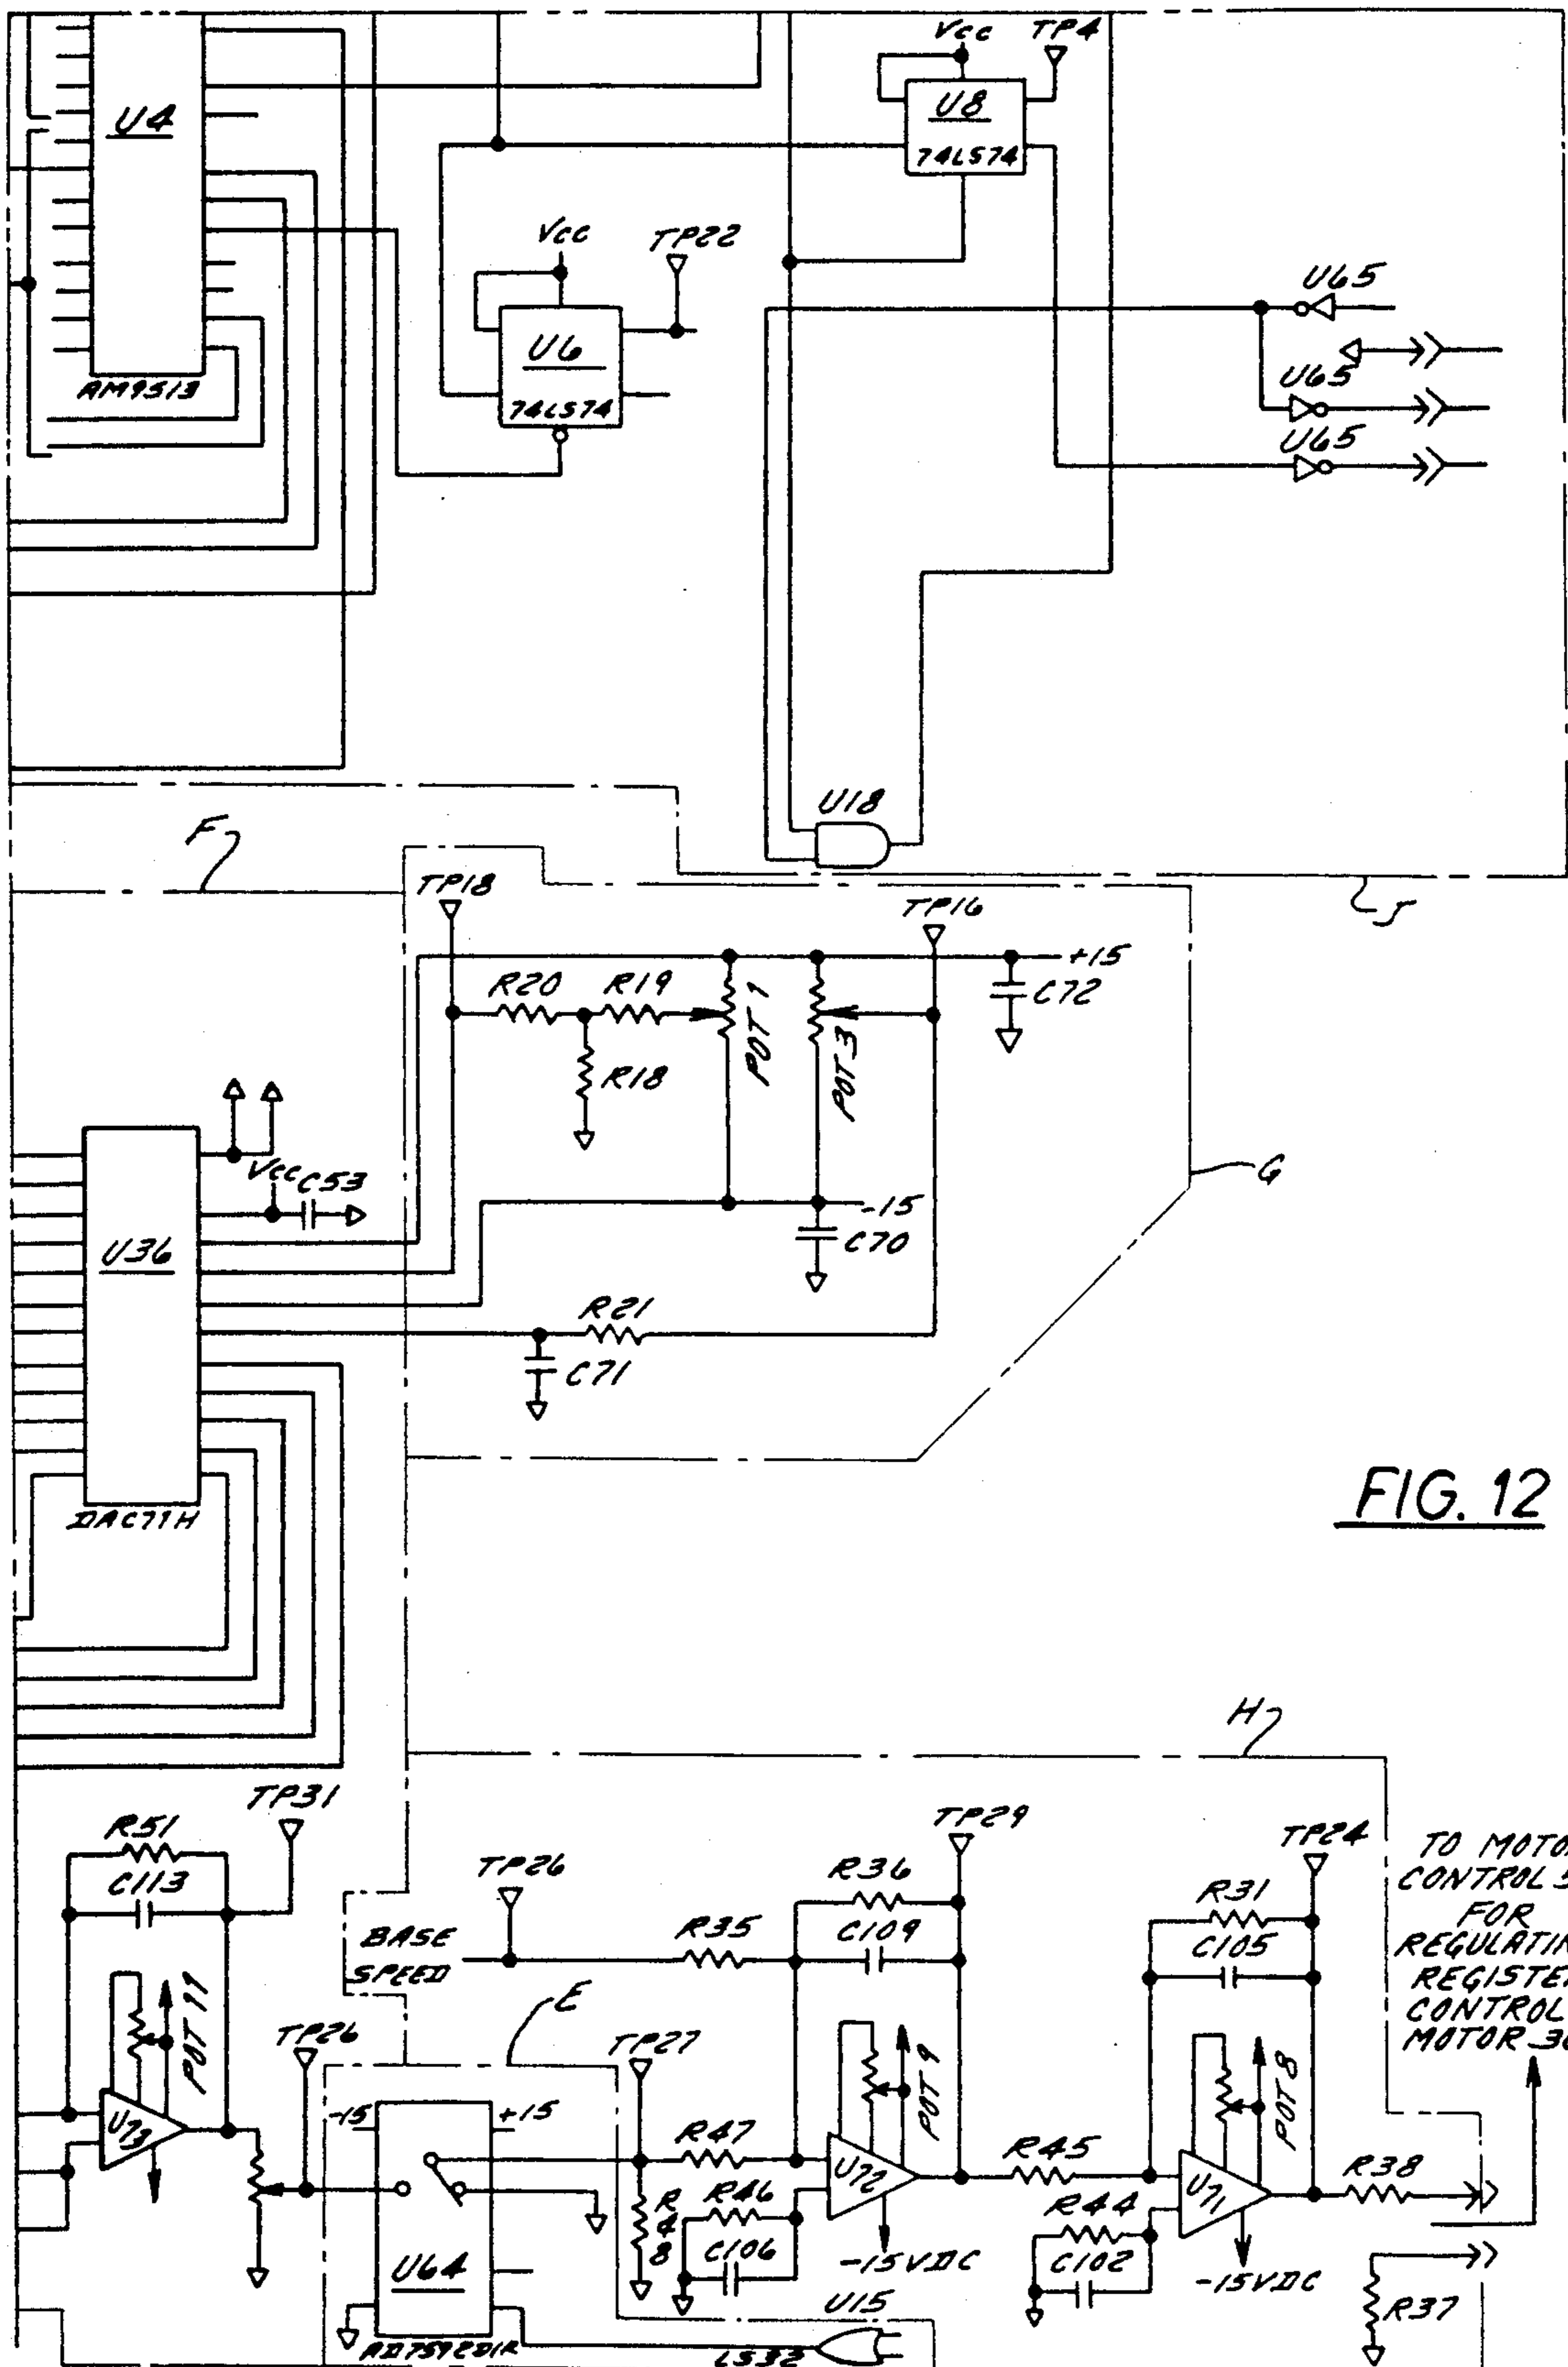 Vcc
TP4
U4
U8
74LS74
Vcc
TP22
U65
U6
U65
AM9513
74LS74
U65
U18
F
J
TP18
TP16
+15
R20
R19
C72
POT 1
POT 3
R18
Vcc
C53
G
-15
U36
C70
R21
C71
DAC71H
FIG. 12
H
TP31
TP29
TP24
R51
TP26
R36
TO MOTOR
CONTROL
C113
R31
BASE
SPEED
R35
C109
FOR
C105
REGULATIN
REGISTE
CONTROL
MOTOR
POT 11
E
TP26
TP27
POT 9
POT 8
-15
+15
U73
R47
U72
R45
U71
R38
R46
R44
R48
C106
C102
U64
-15VDC
-15VDC
U15
R37
AD7592DIR
LS32